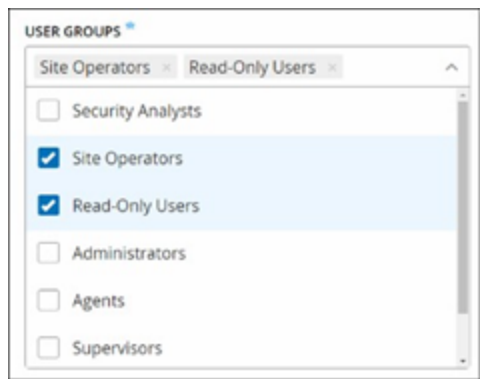 USER GROUPS *
Site Operators × Read-Only Users ×
Security Analysts
Site Operators
Read-Only Users
Administrators
Agents
Supervisors